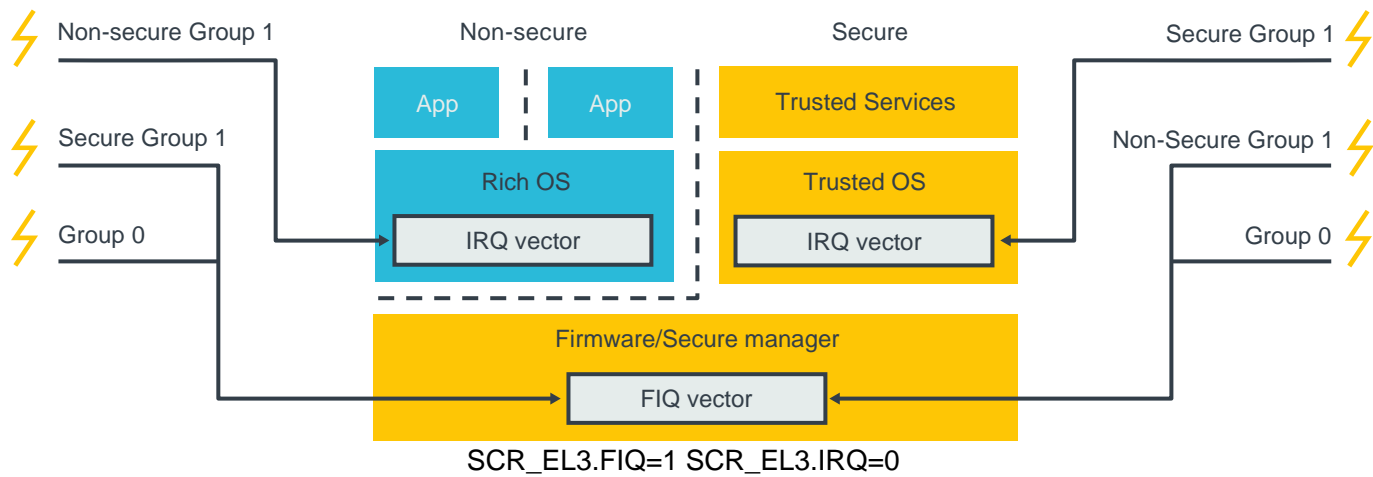 Non-secure Group 1
Non-secure
Secure
Secure Group 1
App
App
Trusted Services
Secure Group 1
Non-Secure Group 1
Rich OS
Trusted OS
Group 0
IRQ vector
IRQ vector
Group 0
Firmware/Secure manager
FIQ vector
SCR_EL3.FIQ=1 SCR_EL3.IRQ=0